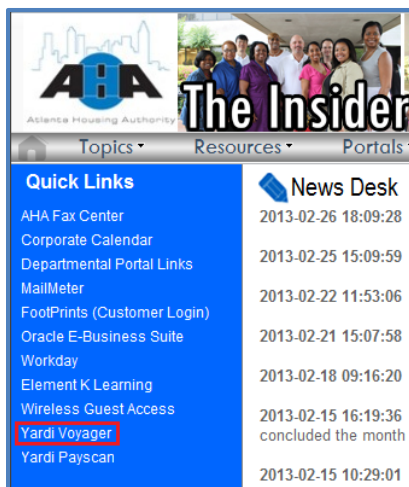 AHA
Atlanta Housing Authority
The Insider
Topics
Resources
Portals
Quick Links
AHA Fax Center
Corporate Calendar
Departmental Portal Links
MailMeter
FootPrints (Customer Login)
Oracle E-Business Suite
Workday
Element K Learning
Wireless Guest Access
Yardi Voyager
Yardi Payscan
News Desk
2013-02-26 18:09:28
2013-02-25 15:09:59
2013-02-22 11:53:06
2013-02-21 15:07:58
2013-02-18 09:16:20
2013-02-15 16:19:36
concluded the month
2013-02-15 10:29:01